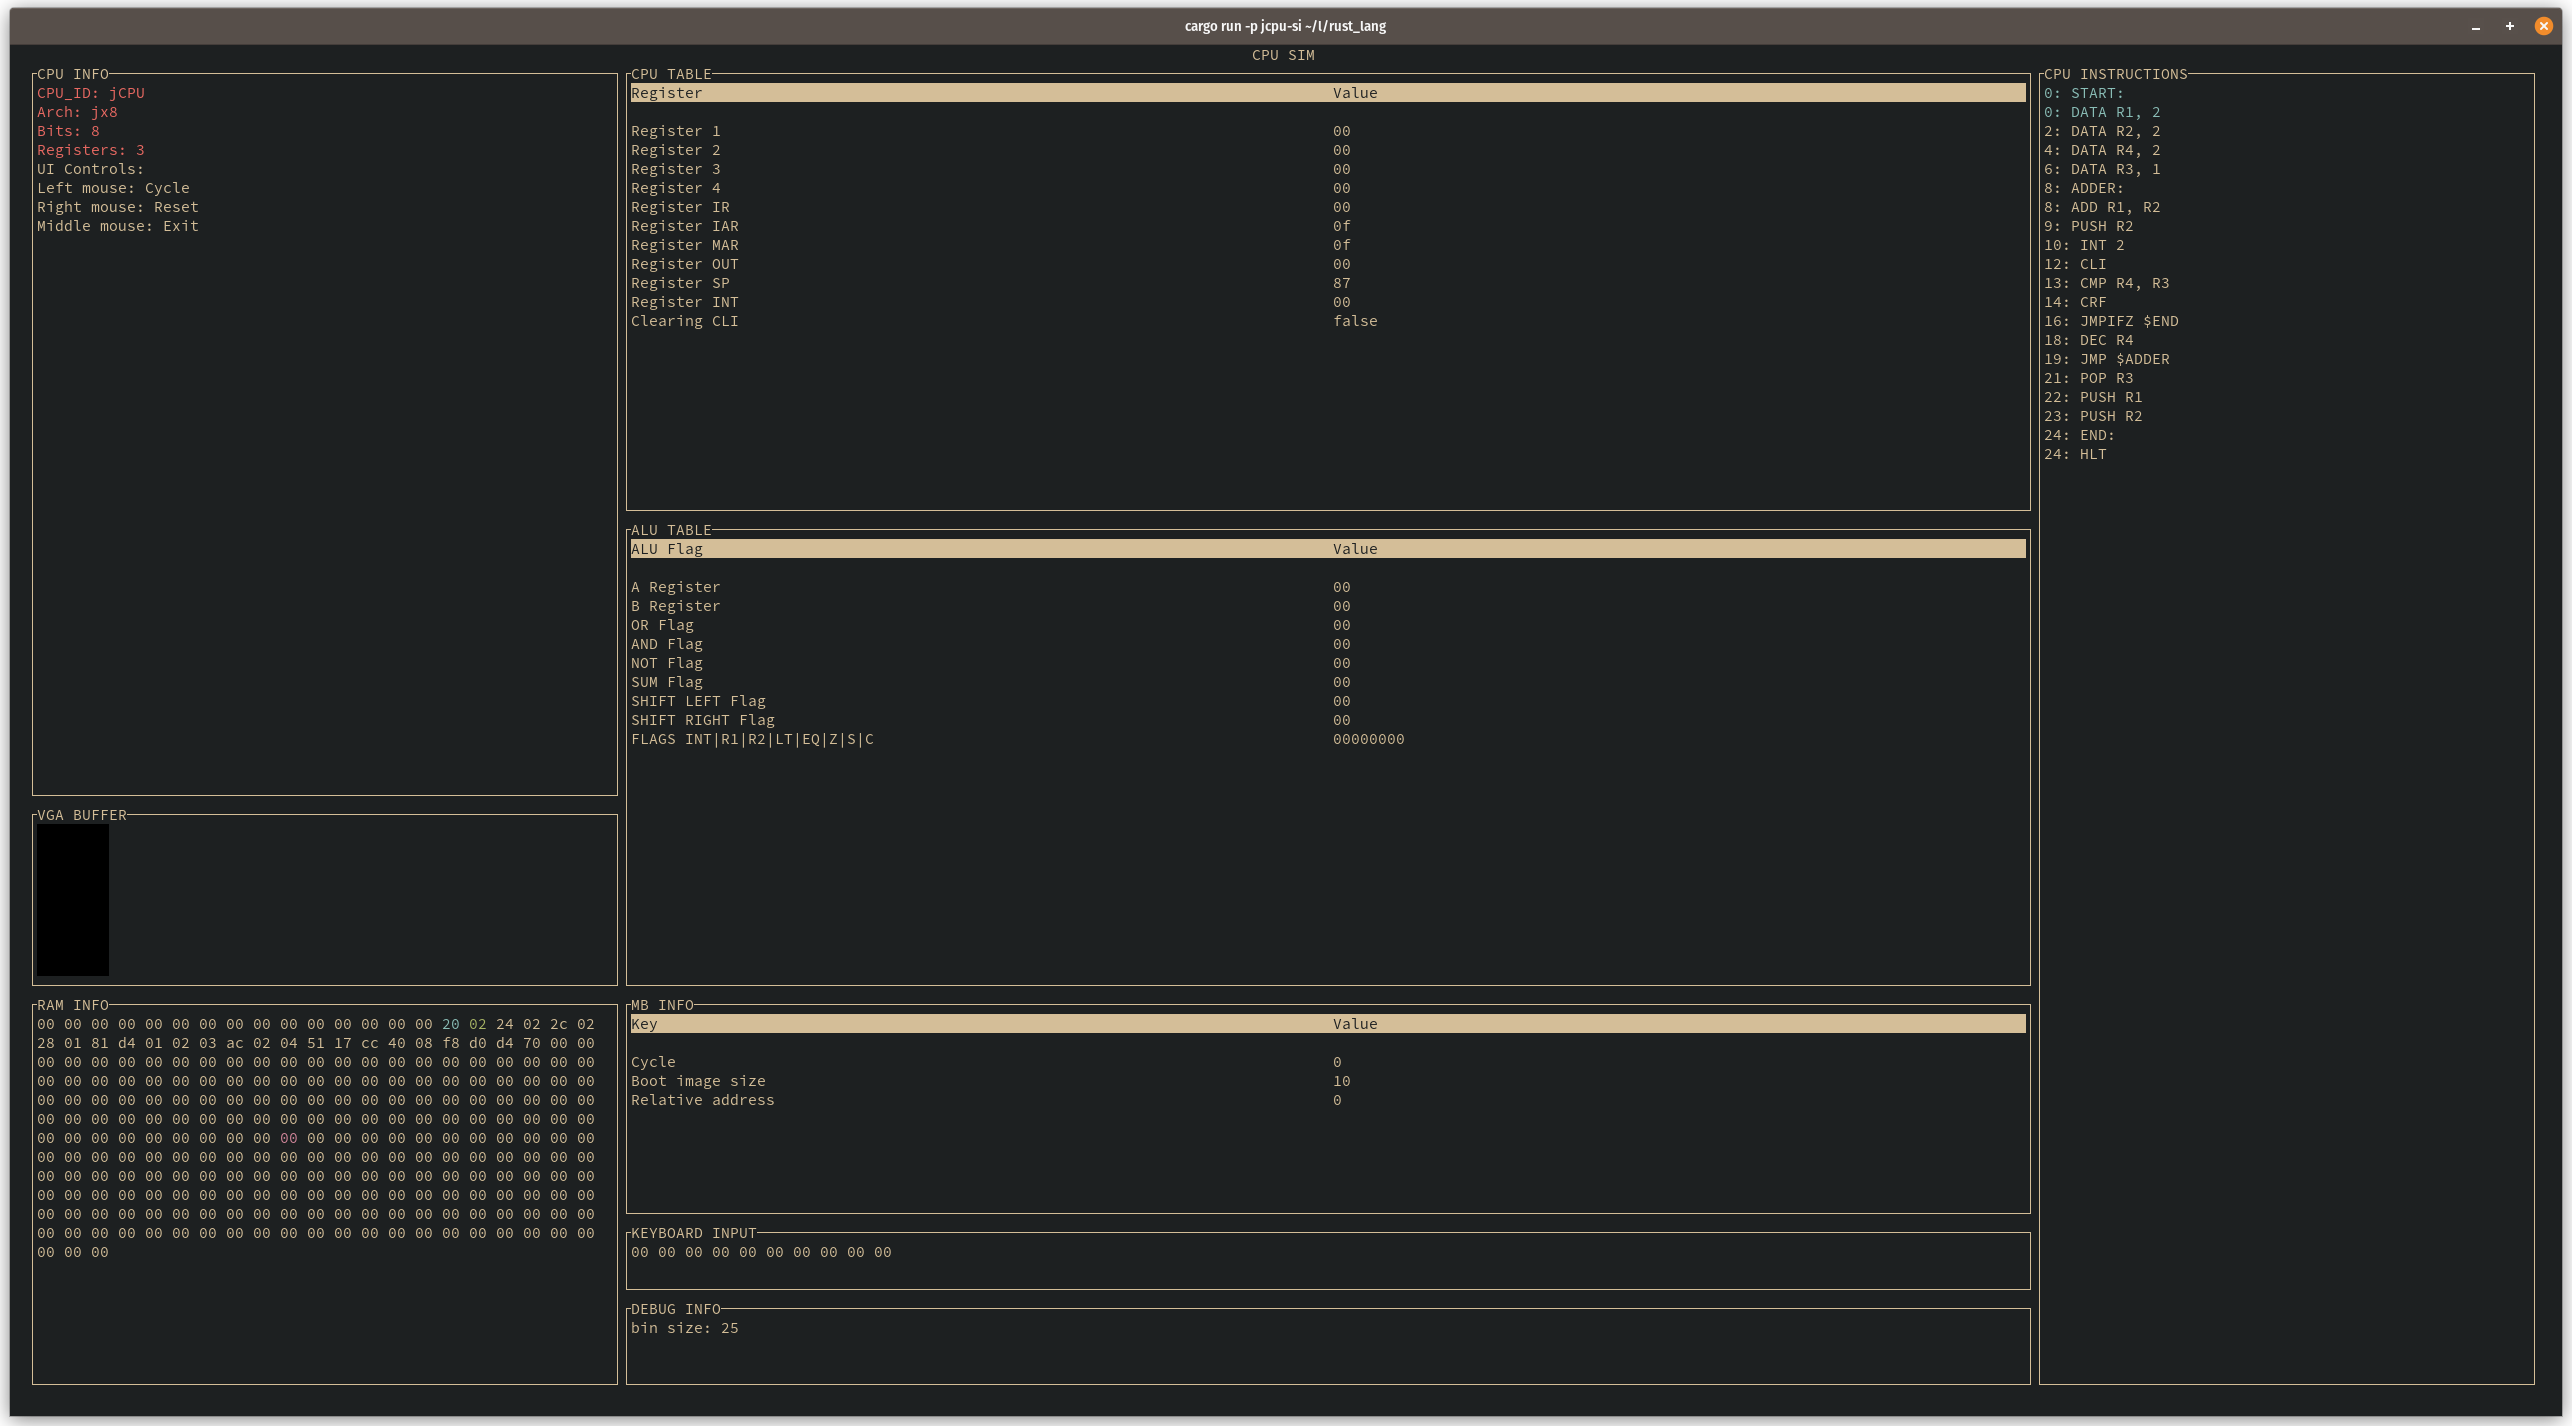 cargo run -p jcpu-si ~/l/rust_lang
CPU SIM
CPU INFO
CPU_ID: jCPU
Arch: jx8
Bits: 8
Registers: 3
UI Controls:
Left mouse: Cycle
Right mouse: Reset
Middle mouse: Exit
VGA BUFFER
RAM INFO
00 00 00 00 00 00 00 00 00 00 00 00 00 00 00 20 02 24 02 2c 02
28 01 81 d4 01 02 03 ac 02 04 51 17 cc 40 08 f8 d0 d4 70 00 00
00 00 00 00 00 00 00 00 00 00 00 00 00 00 00 00 00 00 00 00 00
00 00 00 00 00 00 00 00 00 00 00 00 00 00 00 00 00 00 00 00 00
00 00 00 00 00 00 00 00 00 00 00 00 00 00 00 00 00 00 00 00 00
00 00 00 00 00 00 00 00 00 00 00 00 00 00 00 00 00 00 00 00 00
00 00 00 00 00 00 00 00 00 00 00 00 00 00 00 00 00 00 00 00 00
00 00 00 00 00 00 00 00 00 00 00 00 00 00 00 00 00 00 00 00 00
00 00 00 00 00 00 00 00 00 00 00 00 00 00 00 00 00 00 00 00 00
00 00 00 00 00 00 00 00 00 00 00 00 00 00 00 00 00 00 00 00 00
00 00 00 00 00 00 00 00 00 00 00 00 00 00 00 00 00 00 00 00 00
00 00 00 00 00 00 00 00 00 00 00 00 00 00 00 00 00 00 00 00 00
00 00 00
CPU TABLE
Register Value
Register 1 00
Register 2 00
Register 3 00
Register 4 00
Register IR 00
Register IAR 0f
Register MAR 0f
Register OUT 00
Register SP 87
Register INT 00
Clearing CLI false
ALU TABLE
ALU Flag Value
A Register 00
B Register 00
OR Flag 00
AND Flag 00
NOT Flag 00
SUM Flag 00
SHIFT LEFT Flag 00
SHIFT RIGHT Flag 00
FLAGS INT|R1|R2|LT|EQ|Z|S|C 00000000
MB INFO
Key Value
Cycle 0
Boot image size 10
Relative address 0
KEYBOARD INPUT
00 00 00 00 00 00 00 00 00 00
DEBUG INFO
bin size: 25
CPU INSTRUCTIONS
0: START:
0: DATA R1, 2
2: DATA R2, 2
4: DATA R4, 2
6: DATA R3, 1
8: ADDER:
8: ADD R1, R2
9: PUSH R2
10: INT 2
12: CLI
13: CMP R4, R3
14: CRF
16: JMPIFZ $END
18: DEC R4
19: JMP $ADDER
21: POP R3
22: PUSH R1
23: PUSH R2
24: END:
24: HLT